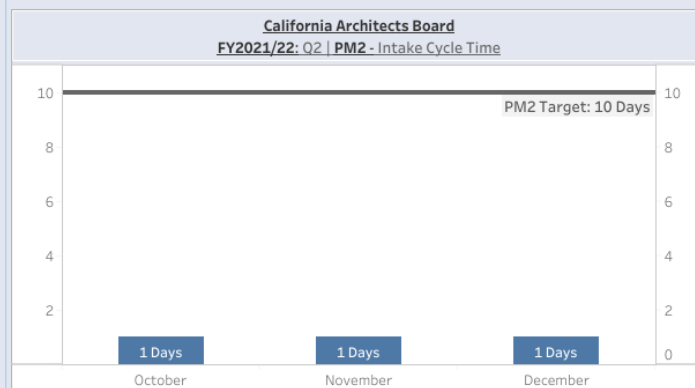 California Architects Board
FY2021/22: Q2 | PM2 - Intake Cycle Time
10 10
PM2 Target: 10 Days
8 8
6 6
4 4
2 2
1 Days 1 Days 1 Days 0
October November December